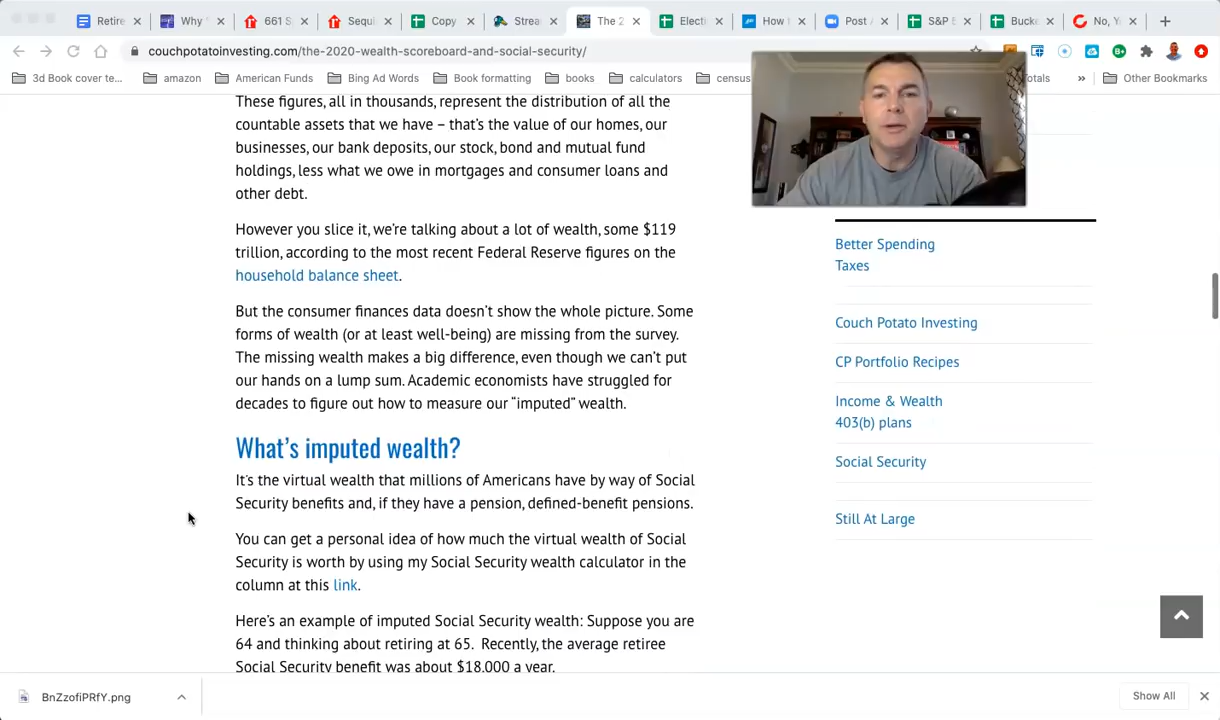 Retire
Why
661 S
Sequi
Copy
Strea
The 2
Electi
How t
Post A
S&P 5
Bucke
No, Y
couchpotatoinvesting.com/the-2020-wealth-scoreboard-and-social-security/
3d Book cover te...
amazon
American Funds
Bing Ad Words
Book formatting
books
calculators
census
otals
»
Other Bookmarks
These figures, all in thousands, represent the distribution of all the
countable assets that we have – that's the value of our homes, our
businesses, our bank deposits, our stock, bond and mutual fund
holdings, less what we owe in mortgages and consumer loans and
other debt.
However you slice it, we're talking about a lot of wealth, some $119
trillion, according to the most recent Federal Reserve figures on the
household balance sheet.
But the consumer finances data doesn't show the whole picture. Some
forms of wealth (or at least well-being) are missing from the survey.
The missing wealth makes a big difference, even though we can't put
our hands on a lump sum. Academic economists have struggled for
decades to figure out how to measure our "imputed" wealth.
What's imputed wealth?
It's the virtual wealth that millions of Americans have by way of Social
Security benefits and, if they have a pension, defined-benefit pensions.
You can get a personal idea of how much the virtual wealth of Social
Security is worth by using my Social Security wealth calculator in the
column at this link.
Here's an example of imputed Social Security wealth: Suppose you are
64 and thinking about retiring at 65. Recently, the average retiree
Social Security benefit was about $18,000 a year.
Better Spending
Taxes
Couch Potato Investing
CP Portfolio Recipes
Income & Wealth
403(b) plans
Social Security
Still At Large
BnZzofiPRfY.png
Show All